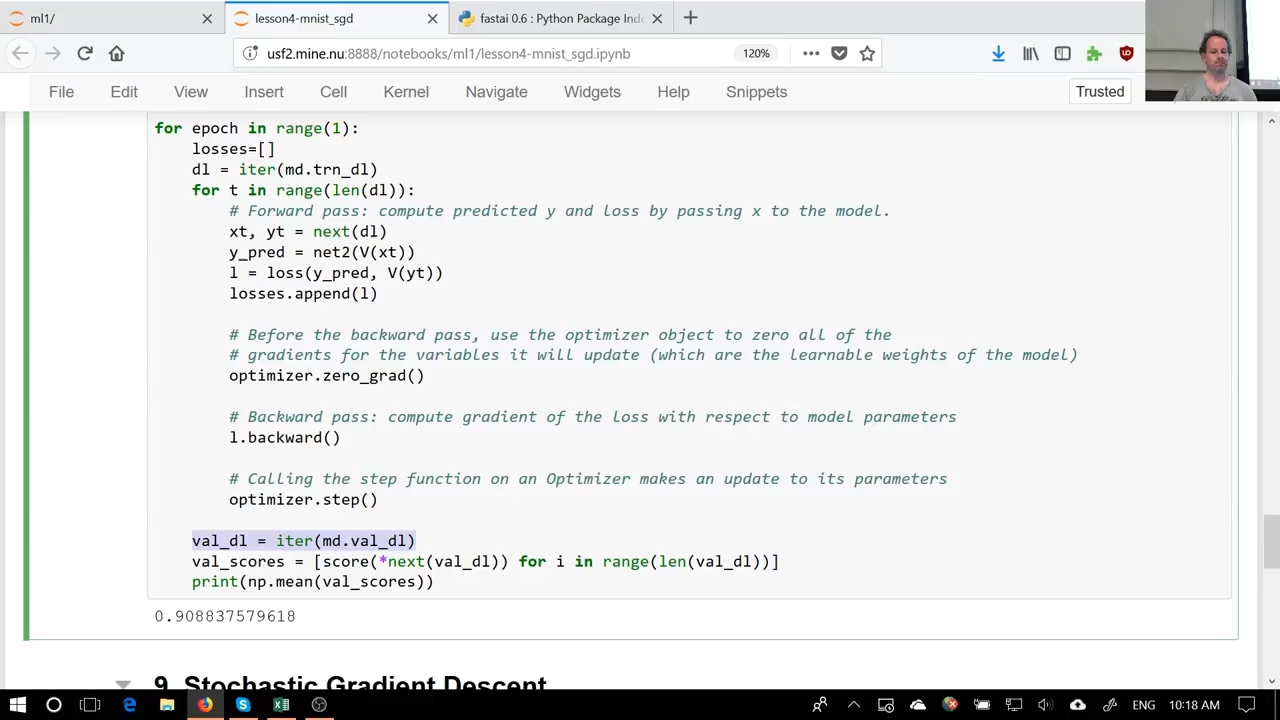 ml1/
lesson4-mnist_sgd
fastai 0.6 : Python Package Inde
usf2.mine.nu:8888/notebooks/ml1/lesson4-mnist_sgd.ipynb
120%
File Edit View Insert Cell Kernel Navigate Widgets Help Snippets
Trusted
for epoch in range(1):
losses=[]
dl = iter(md.trn_dl)
for t in range(len(dl)):
# Forward pass: compute predicted y and loss by passing x to the model.
xt, yt = next(dl)
y_pred = net2(V(xt))
l = loss(y_pred, V(yt))
losses.append(l)
# Before the backward pass, use the optimizer object to zero all of the
# gradients for the variables it will update (which are the learnable weights of the model)
optimizer.zero_grad()
# Backward pass: compute gradient of the loss with respect to model parameters
l.backward()
# Calling the step function on an Optimizer makes an update to its parameters
optimizer.step()
val_dl = iter(md.val_dl)
val_scores = [score(*next(val_dl)) for i in range(len(val_dl))]
print(np.mean(val_scores))
0.908837579618
9 Stochastic Gradient Descent
ENG
10:18 AM